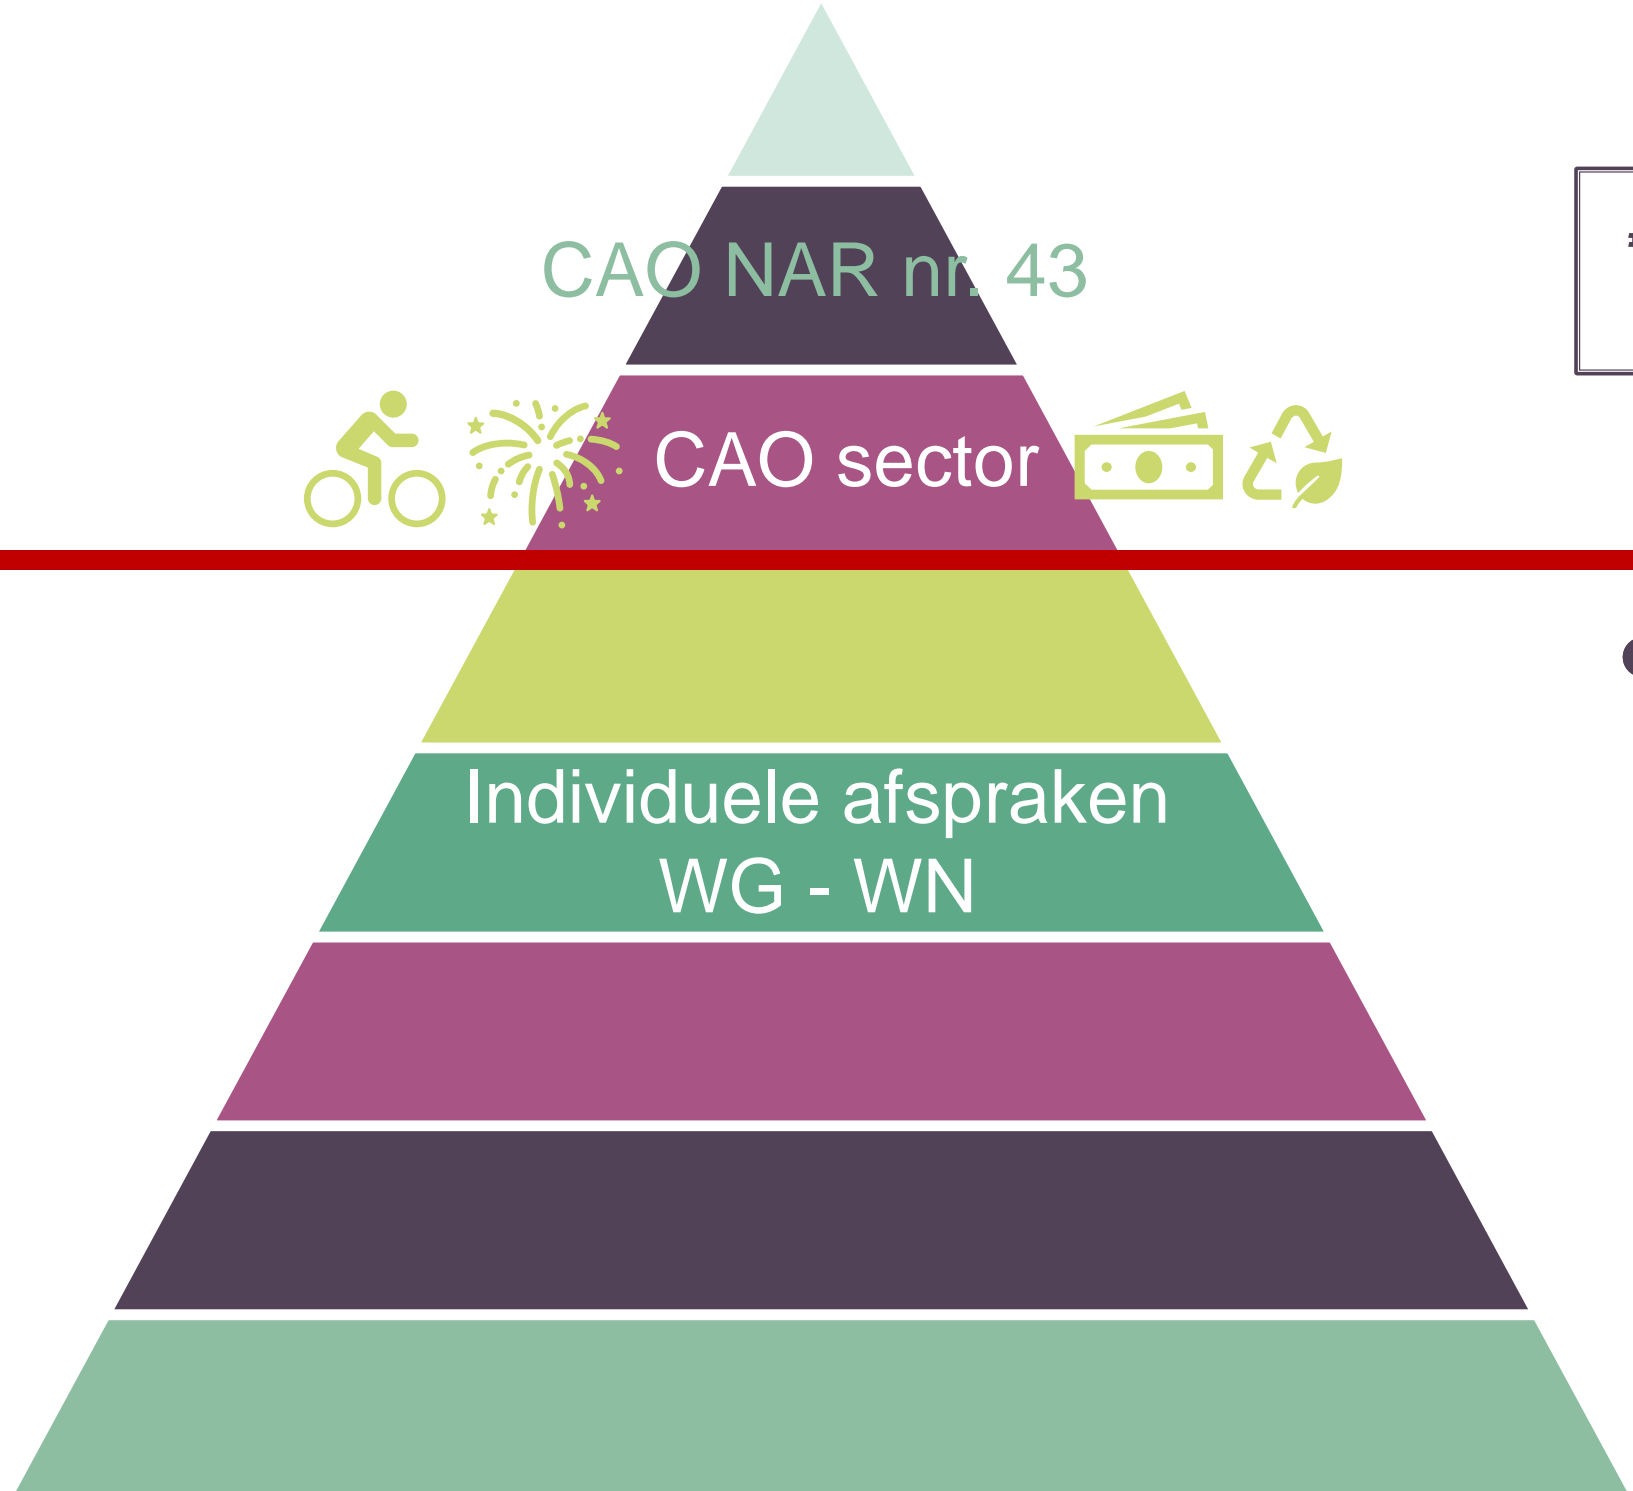 CAO NAR nr. 43
CAO sector
Individuele afspraken
WG - WN